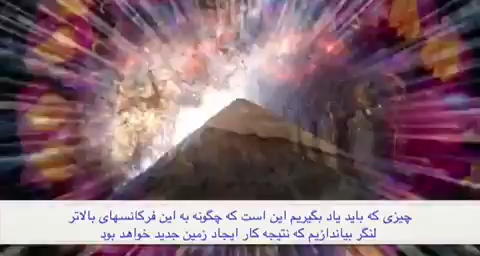 چیزی که باید یاد بگیریم این است که چگونه به این فرکانسهای بالاتر
لنگر بیاندازیم که نتیجه کار ایجاد زمین جدید خواهد بود